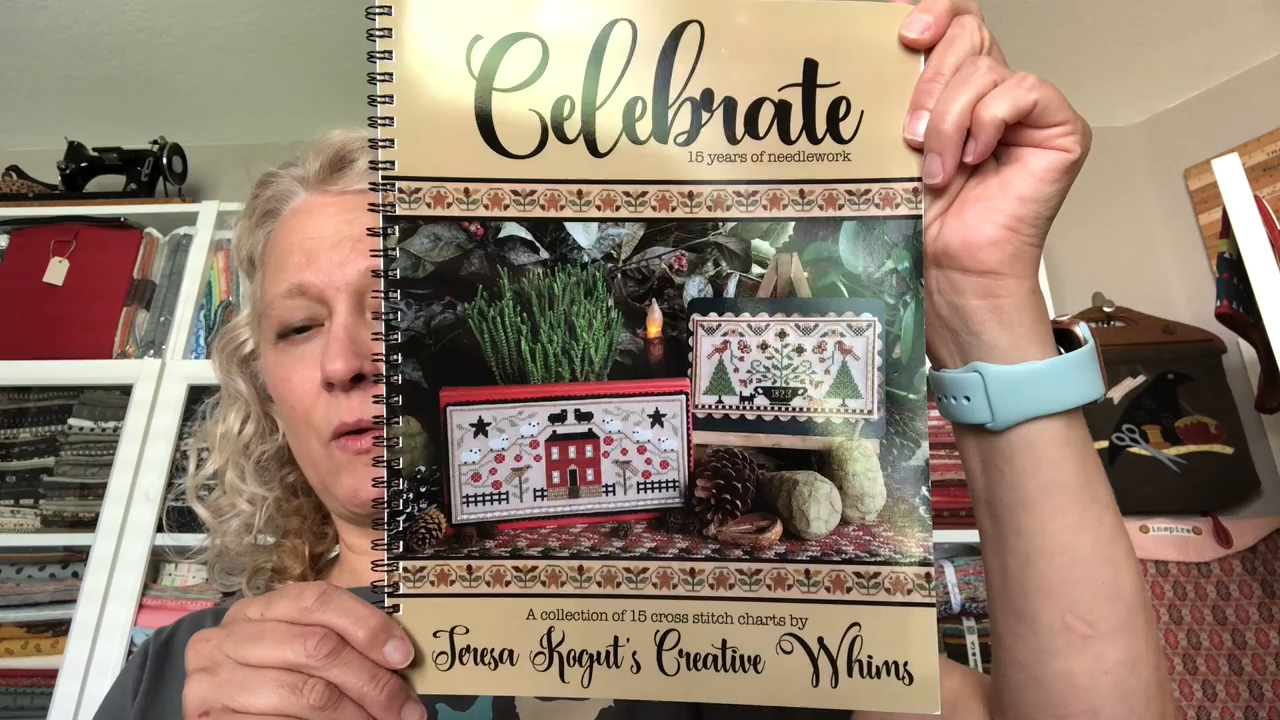 Celebrate
15 years of needlework
1823
A collection of 15 cross stitch charts by
Teresa Kogut's Creative Whims
inspire